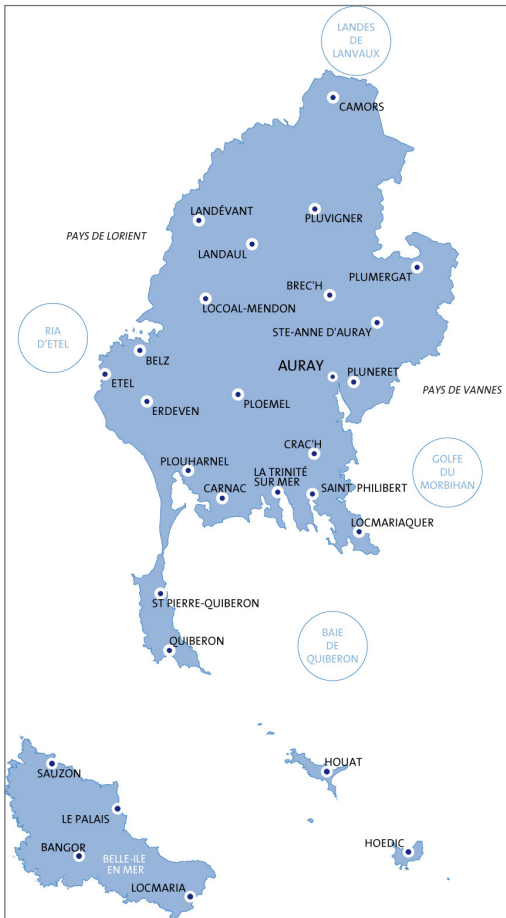 LANDES
DE
LANVAUX
CAMORS
LANDÉVANT
PLUVIGNER
PAYS DE LORIENT
LANDAUL
PLUMERGAT
BREC'H
LOCOAL-MENDON
STE-ANNE D'AURAY
RIA
D'ETEL
BELZ
AURAY
ETEL
PLUNERET
PAYS DE VANNES
ERDEVEN
PLOEMEL
CRAC'H
PLOUHARNEL
LA TRINITÉ
SUR MER
GOLFE
DU
MORBIHAN
CARNAC
SAINT PHILIBERT
LOCMARIAQUER
ST PIERRE-QUIBERON
QUIBERON
BAIE
DE
QUIBERON
HOUAT
SAUZON
LE PALAIS
HOEDIC
BANGOR
BELLE-ILE
EN MER
LOCMARIA